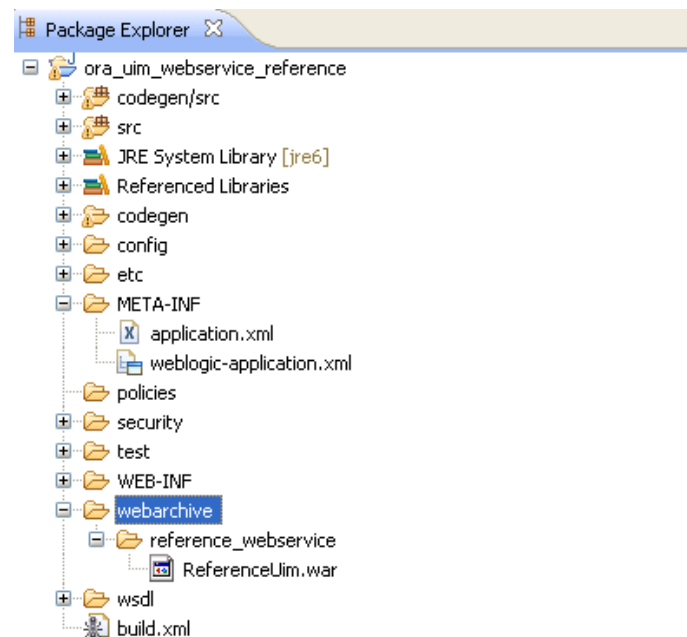 Package Explorer
ora_uim_webservice_reference
codegen/src
src
JRE System Library [jre6]
Referenced Libraries
codegen
config
etc
META-INF
application.xml
weblogic-application.xml
policies
security
test
WEB-INF
webarchive
reference_webservice
ReferenceUim.war
wsdl
build.xml